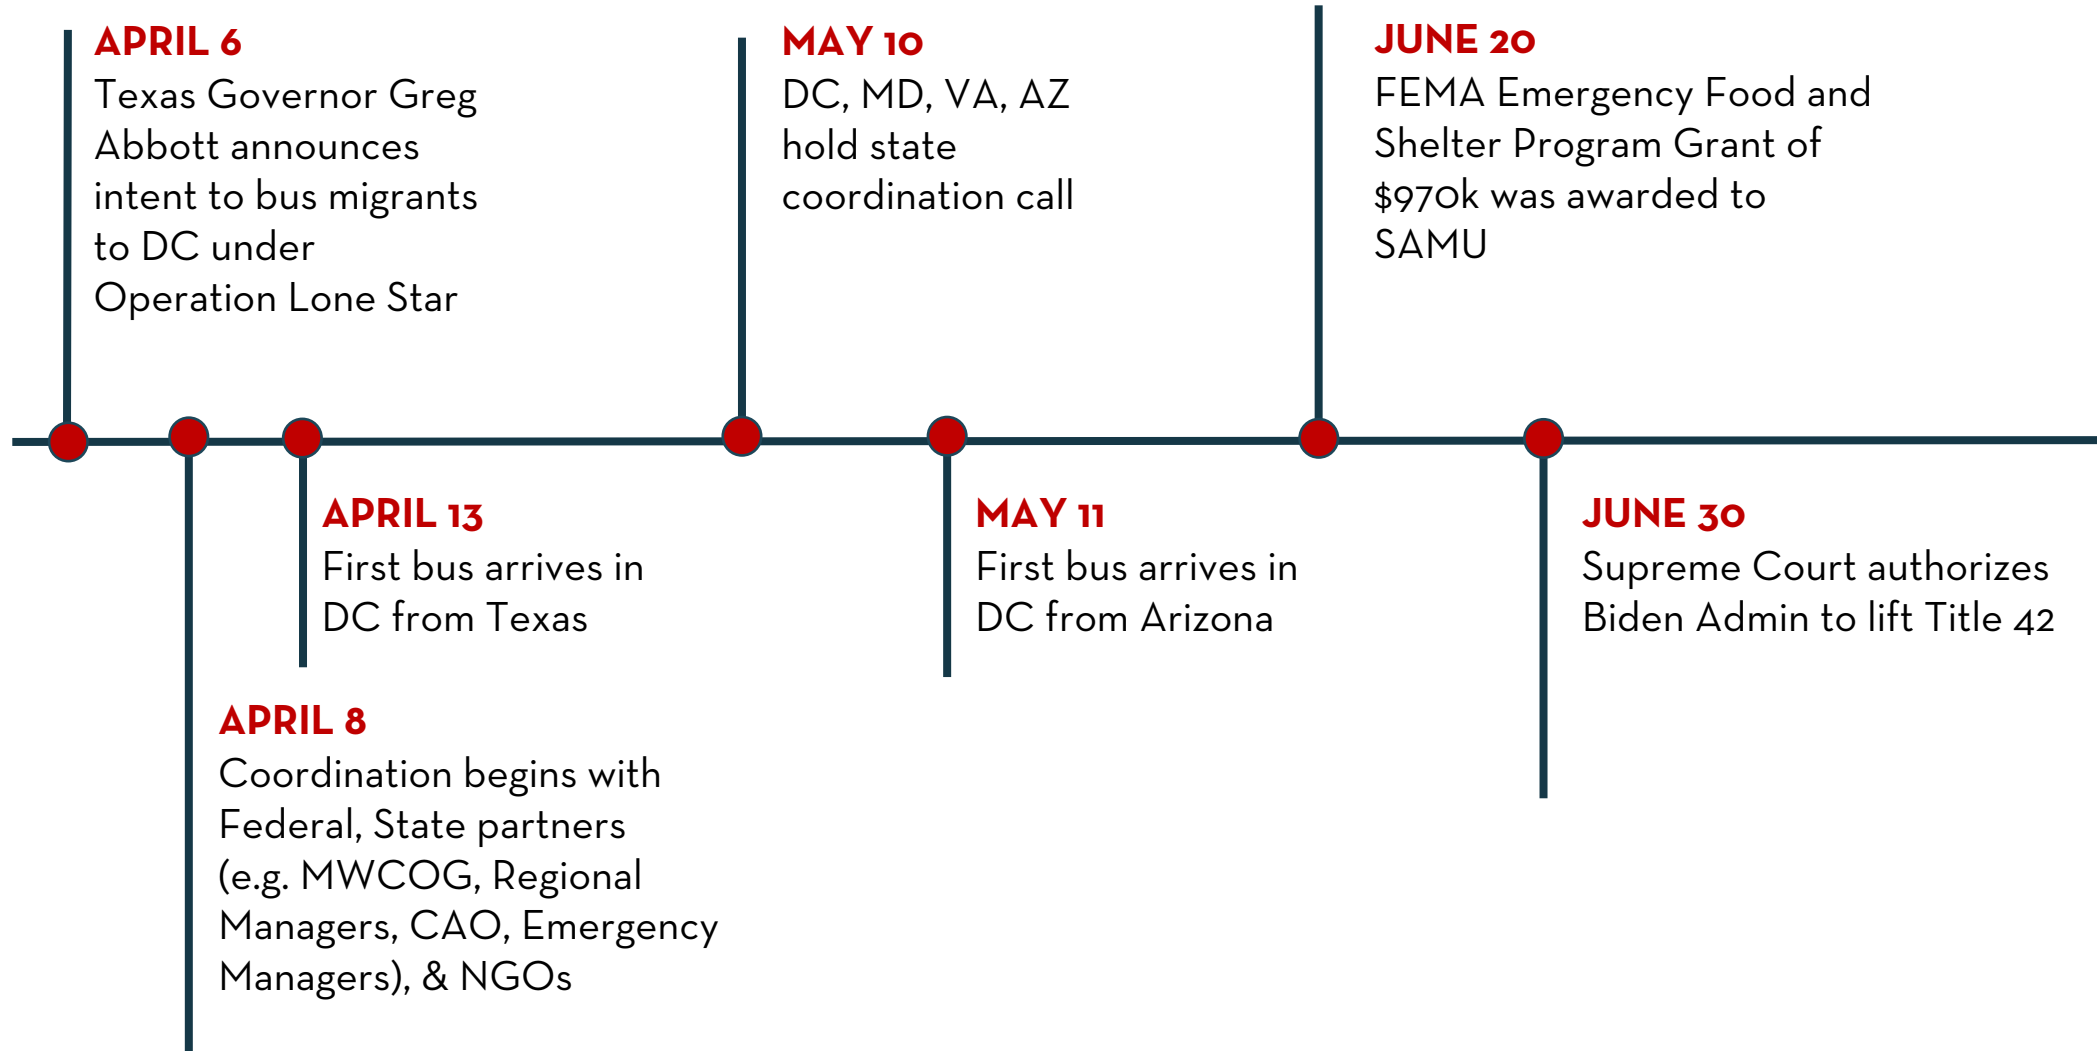 APRIL 6
Texas Governor Greg
Abbott announces
intent to bus migrants
to DC under
Operation Lone Star
APRIL 8
Coordination begins with
Federal, State partners
(e.g. MWCOG, Regional
Managers, CAO, Emergency
Managers), & NGOs
APRIL 13
First bus arrives in
DC from Texas
MAY 10
DC, MD, VA, AZ
hold state
coordination call
MAY 11
First bus arrives in
DC from Arizona
JUNE 20
FEMA Emergency Food and
Shelter Program Grant of
$970k was awarded to
SAMU
JUNE 30
Supreme Court authorizes
Biden Admin to lift Title 42